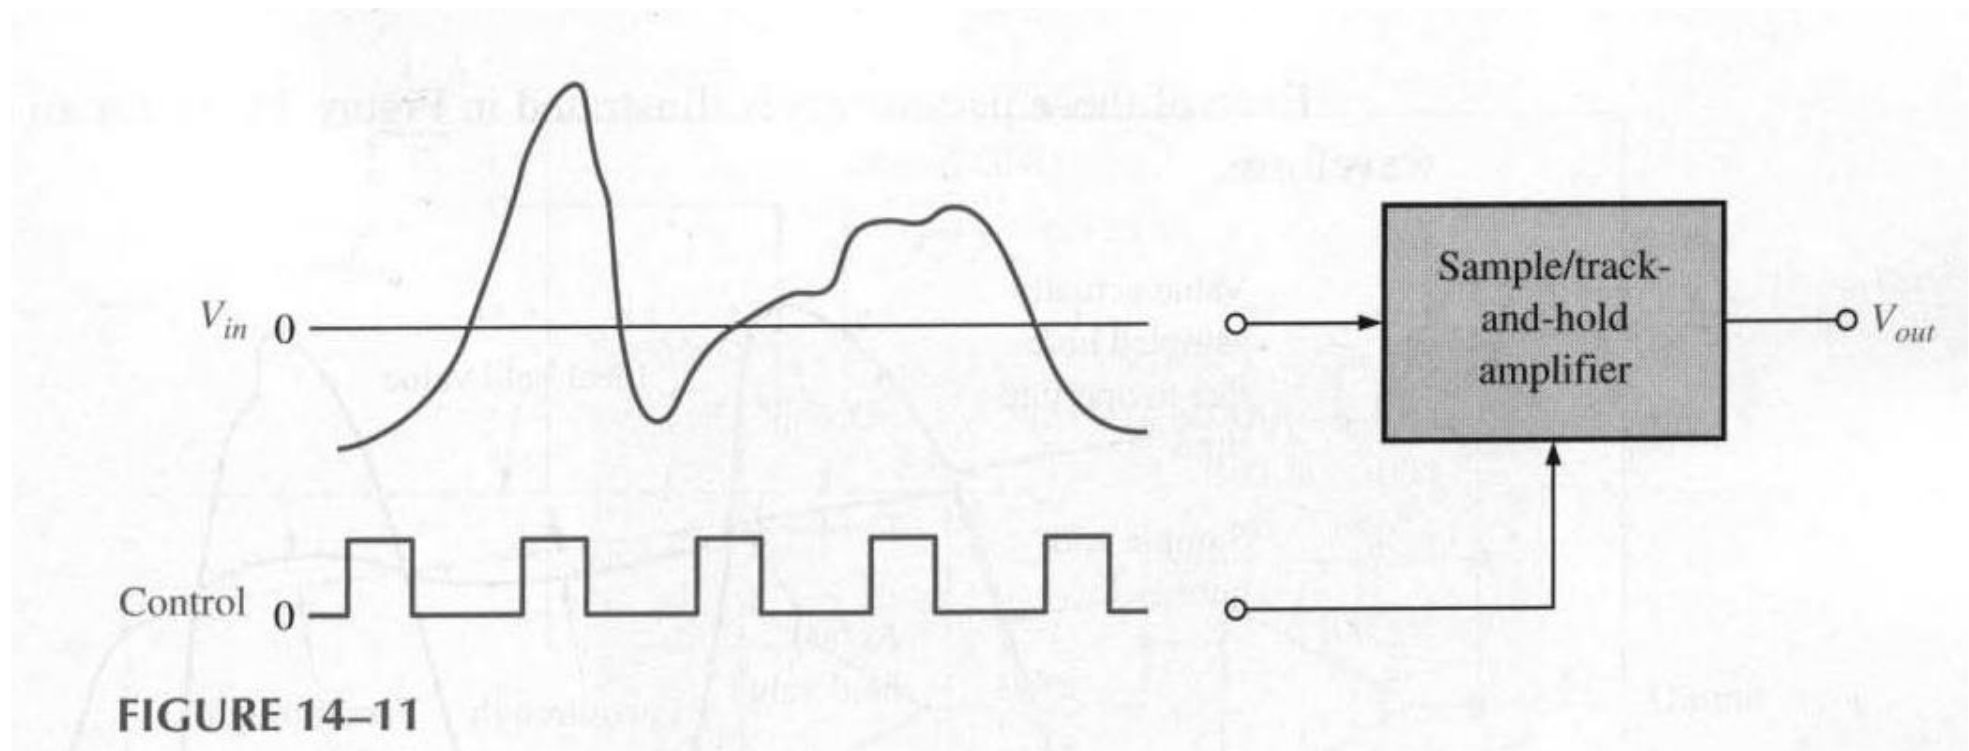 V_in 0
Sample/track-
and-hold
amplifier
V_out
Control 0
FIGURE 14–11